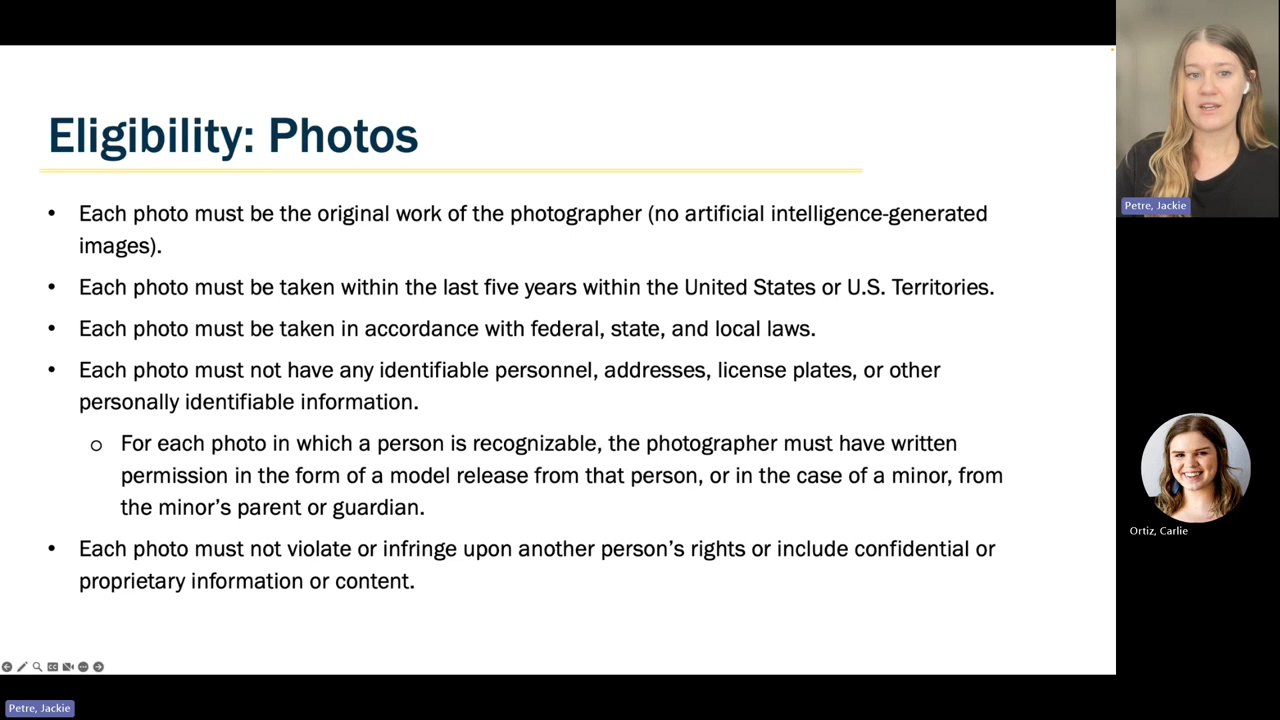 Eligibility: Photos
• Each photo must be the original work of the photographer (no artificial intelligence-generated
images).
• Each photo must be taken within the last five years within the United States or U.S. Territories.
• Each photo must be taken in accordance with federal, state, and local laws.
• Each photo must not have any identifiable personnel, addresses, license plates, or other
personally identifiable information.
o For each photo in which a person is recognizable, the photographer must have written
permission in the form of a model release from that person, or in the case of a minor, from
the minor’s parent or guardian.
• Each photo must not violate or infringe upon another person’s rights or include confidential or
proprietary information or content.
Petre, Jackie
Ortiz, Carlie
Petre, Jackie